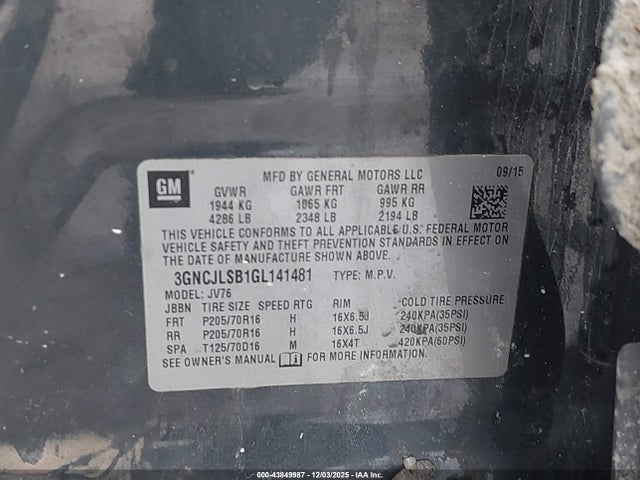 GM
MFD BY GENERAL MOTORS LLC
09/15
GVWR GAWR FRT GAWR RR
1944 KG 1065 KG 995 KG
4286 LB 2348 LB 2194 LB
THIS VEHICLE CONFORMS TO ALL APPLICABLE U.S. FEDERAL MOTOR
VEHICLE SAFETY AND THEFT PREVENTION STANDARDS IN EFFECT ON
THE DATE OF MANUFACTURE SHOWN ABOVE.
3GNCJLSB1GL141481 TYPE: M.P.V.
MODEL: JV76
JBBN TIRE SIZE SPEED RTG RIM COLD TIRE PRESSURE
FRT P205/70R16 H 16X6.5J 240KPA(35PSI)
RR P205/70R16 H 16X6.5J 240KPA(35PSI)
SPA T125/70D16 M 16X4T 420KPA(60PSI)
SEE OWNER'S MANUAL FOR MORE INFORMATION.
00-43849987 - 12/03/2025 - IAA Inc.